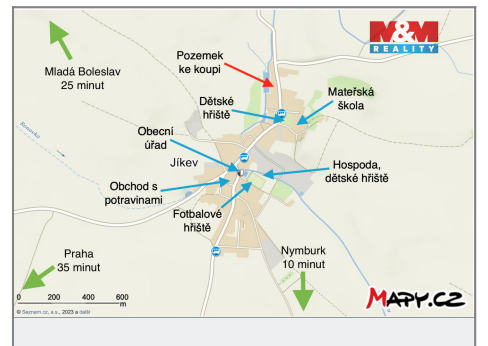 M&M
REALITY
Pozemek
ke koupi
Mladá Boleslav
25 minut
Mateřská
škola
Dětské
hřiště
Rokovka
Obecní
úřad
Jíkev
Hospoda,
dětské hřiště
Obchod s
potravinami
Fotbalové
hřiště
Praha
35 minut
Nymburk
10 minut
0 200 400 600
m
© Seznam.cz, a.s., 2023 a další
MAPY.CZ